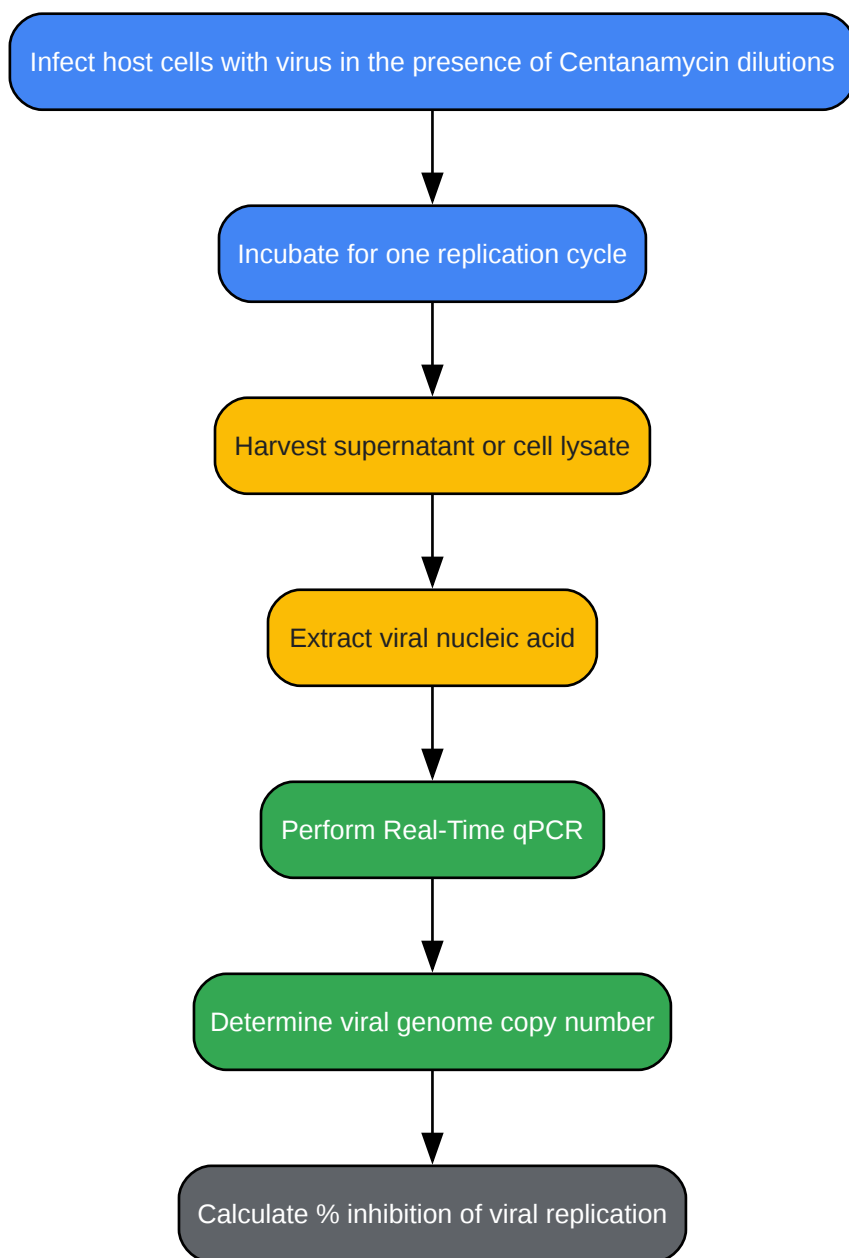 Infect host cells with virus in the presence of Centanamycin dilutions
Incubate for one replication cycle
Harvest supernatant or cell lysate
Extract viral nucleic acid
Perform Real-Time qPCR
Determine viral genome copy number
Calculate % inhibition of viral replication